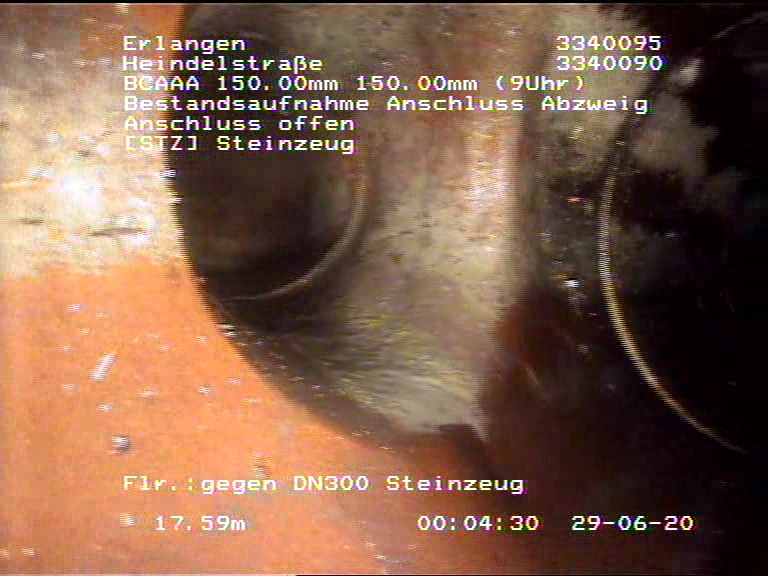 Erlangen 3340095
Heindelstraße 3340090
BCAAA 150.00mm 150.00mm (9Uhr)
Bestandsaufnahme Anschluss Abzweig
Anschluss offen
[STZ] Steinzeug
Flr.:gegen DN300 Steinzeug
17.59m 00:04:30 29-06-20